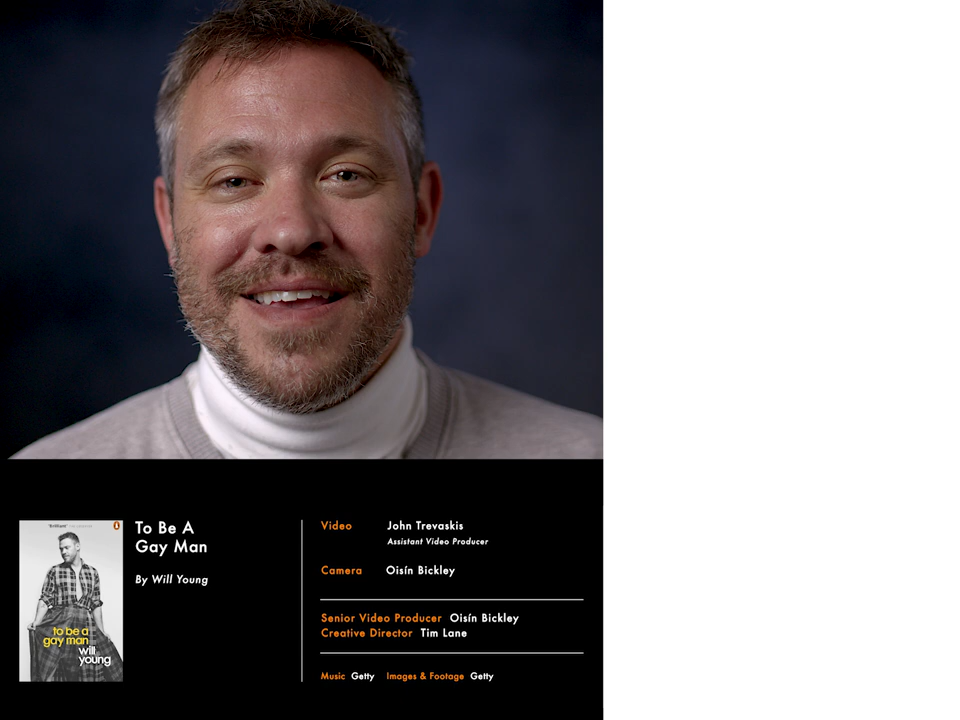 "Brilliant"
to be a
gay man
will
young
To Be A
Gay Man
By Will Young
Video John Trevaskis
Assistant Video Producer
Camera Oisín Bickley
Senior Video Producer Oisín Bickley
Creative Director Tim Lane
Music Getty Images & Footage Getty